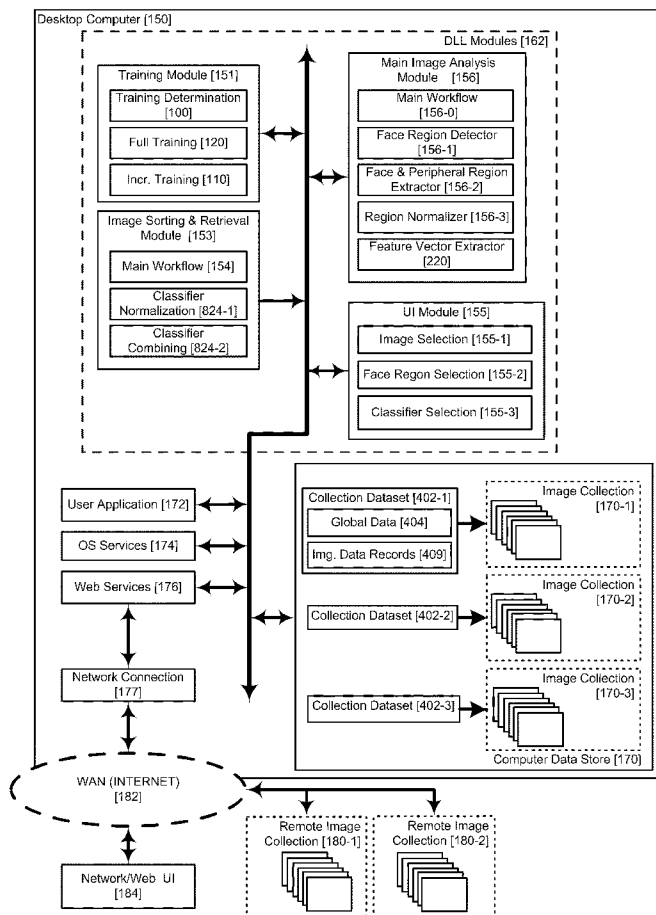 Desktop Computer [150]
DLL Modules [162]
Training Module [151]
Training Determination
[100]
Full Training [120]
Incr. Training [110]
Image Sorting & Retrieval
Module [153]
Main Workflow [154]
Classifier
Normalization [824-1]
Classifier
Combining [824-2]
Main Image Analysis
Module [156]
Main Workflow
[156-0]
Face Region Detector
[156-1]
Face & Peripheral Region
Extractor [156-2]
Region Normalizer [156-3]
Feature Vector Extractor
[220]
UI Module [155]
Image Selection [155-1]
Face Regon Selection [155-2]
Classifier Selection [155-3]
User Application [172]
OS Services [174]
Web Services [176]
Network Connection
[177]
Collection Dataset [402-1]
Global Data [404]
Img. Data Records [409]
Image Collection
[170-1]
Collection Dataset [402-2]
Image Collection
[170-2]
Collection Dataset [402-3]
Image Collection
[170-3]
Computer Data Store [170]
WAN (INTERNET)
[182]
Network/Web UI
[184]
Remote Image
Collection [180-1]
Remote Image
Collection [180-2]